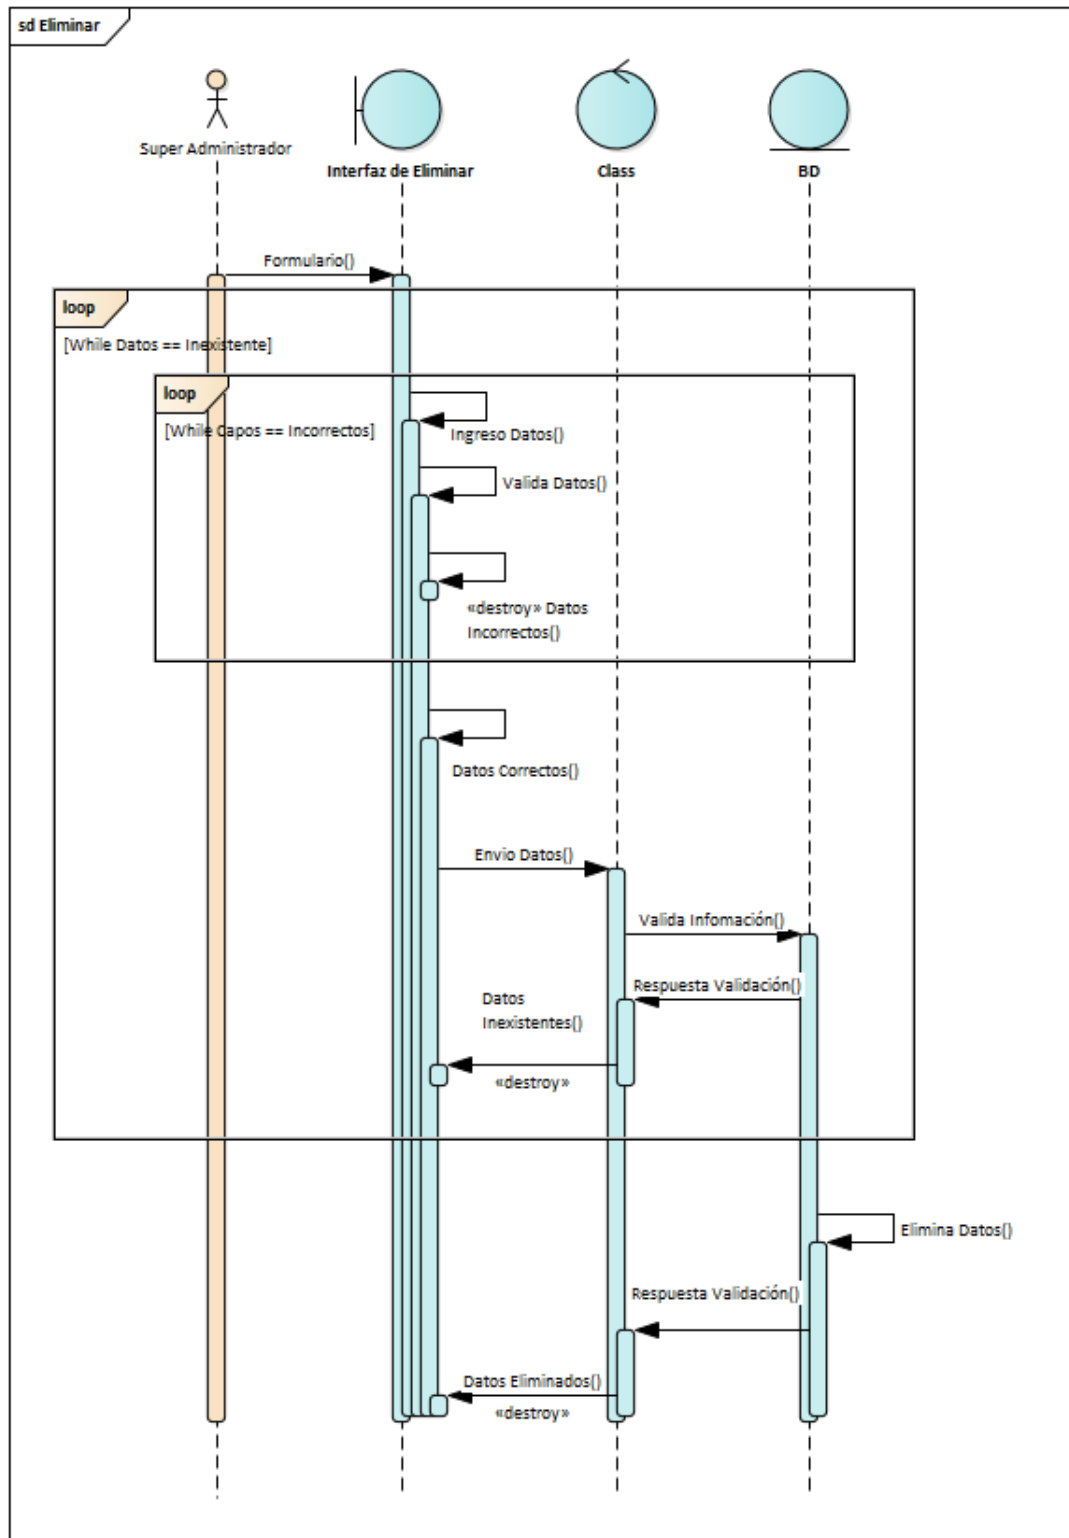 sd Eliminar
Super Administrador
Interfaz de Eliminar
Class
BD
Formulario()
loop
[While Datos == Inexistente]
loop
[While Capos == Incorrectos]
Ingreso Datos()
Valida Datos()
«destroy» Datos
Incorrectos()
Datos Correctos()
Envio Datos()
Valida Infomación()
Respuesta Validación()
Datos
Inexistentes()
«destroy»
Elimina Datos()
Respuesta Validación()
Datos Eliminados()
«destroy»